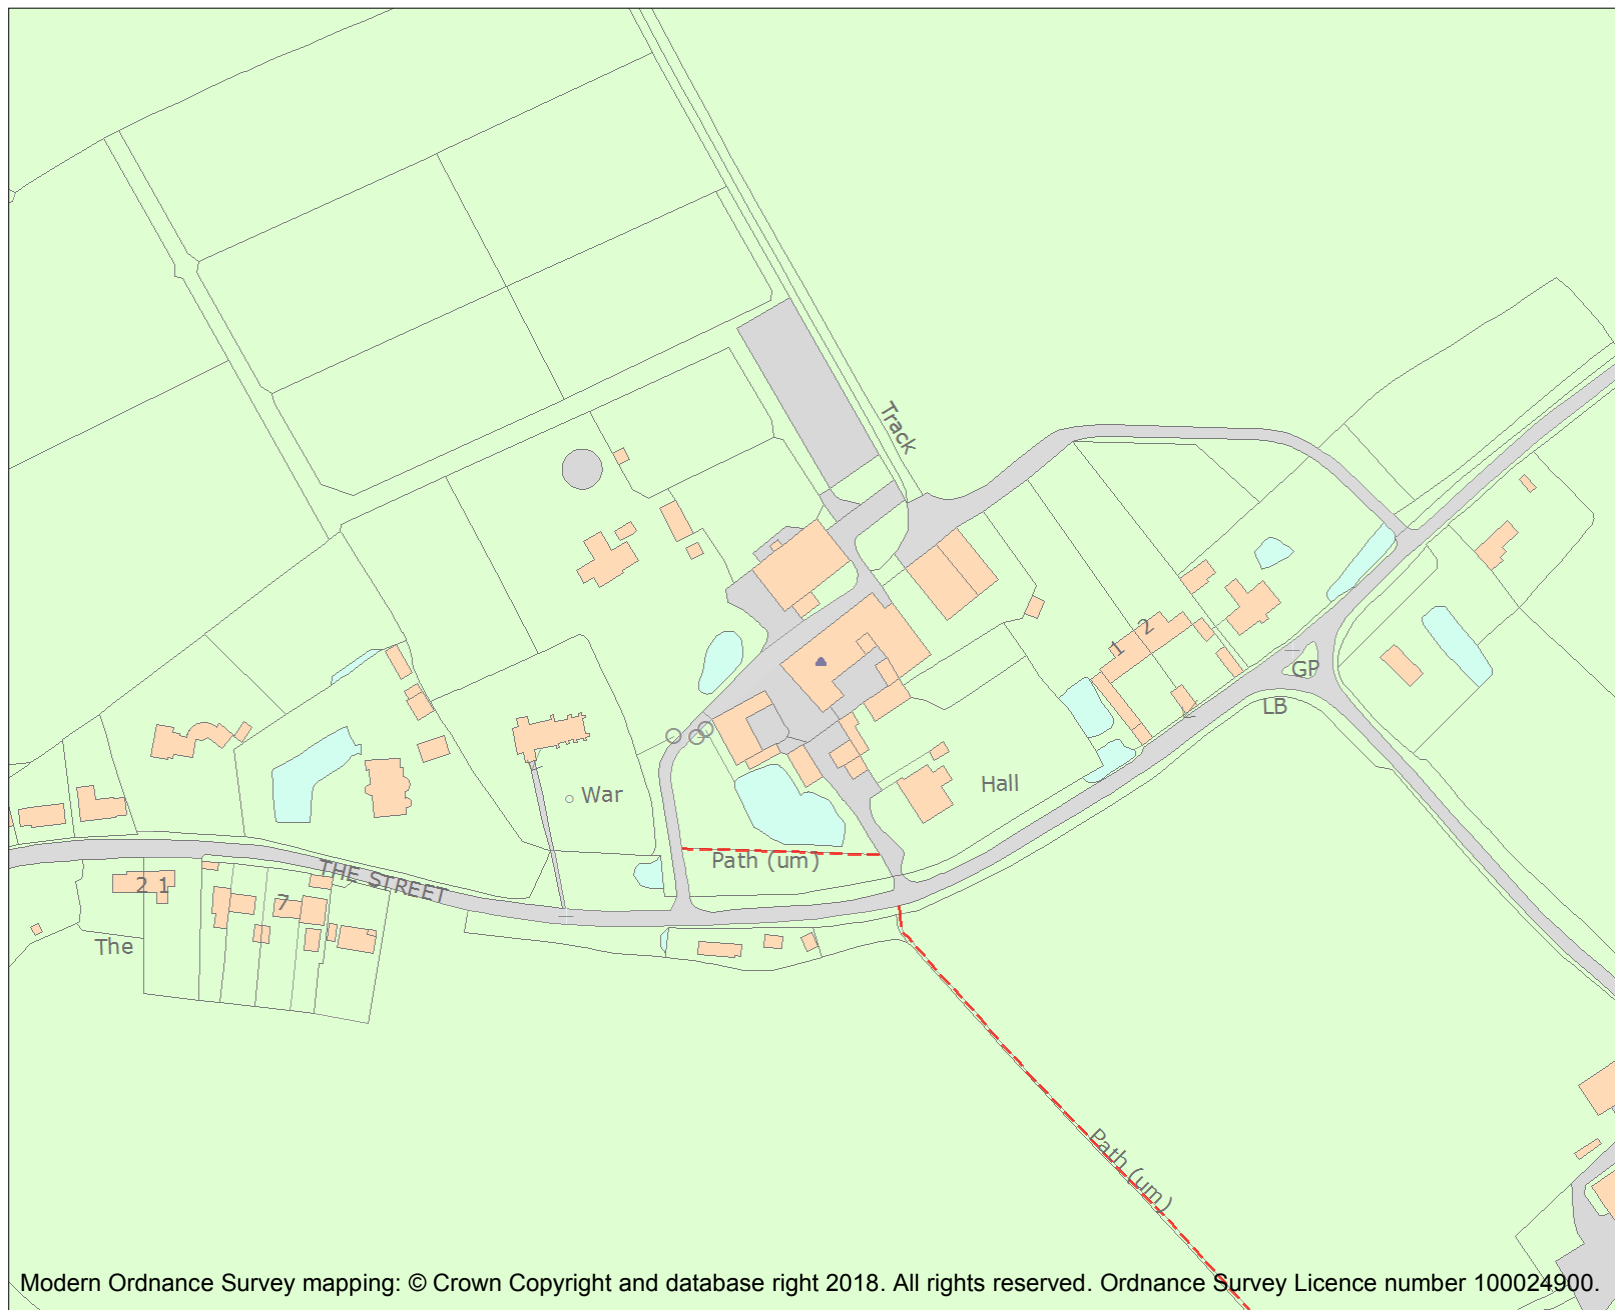 Track
1
2
GP
LB
Hall
War
Path (um)
THE STREET
2 1
7
The
Path (um)
Modern Ordnance Survey mapping: © Crown Copyright and database right 2018. All rights reserved. Ordnance Survey Licence number 100024900.